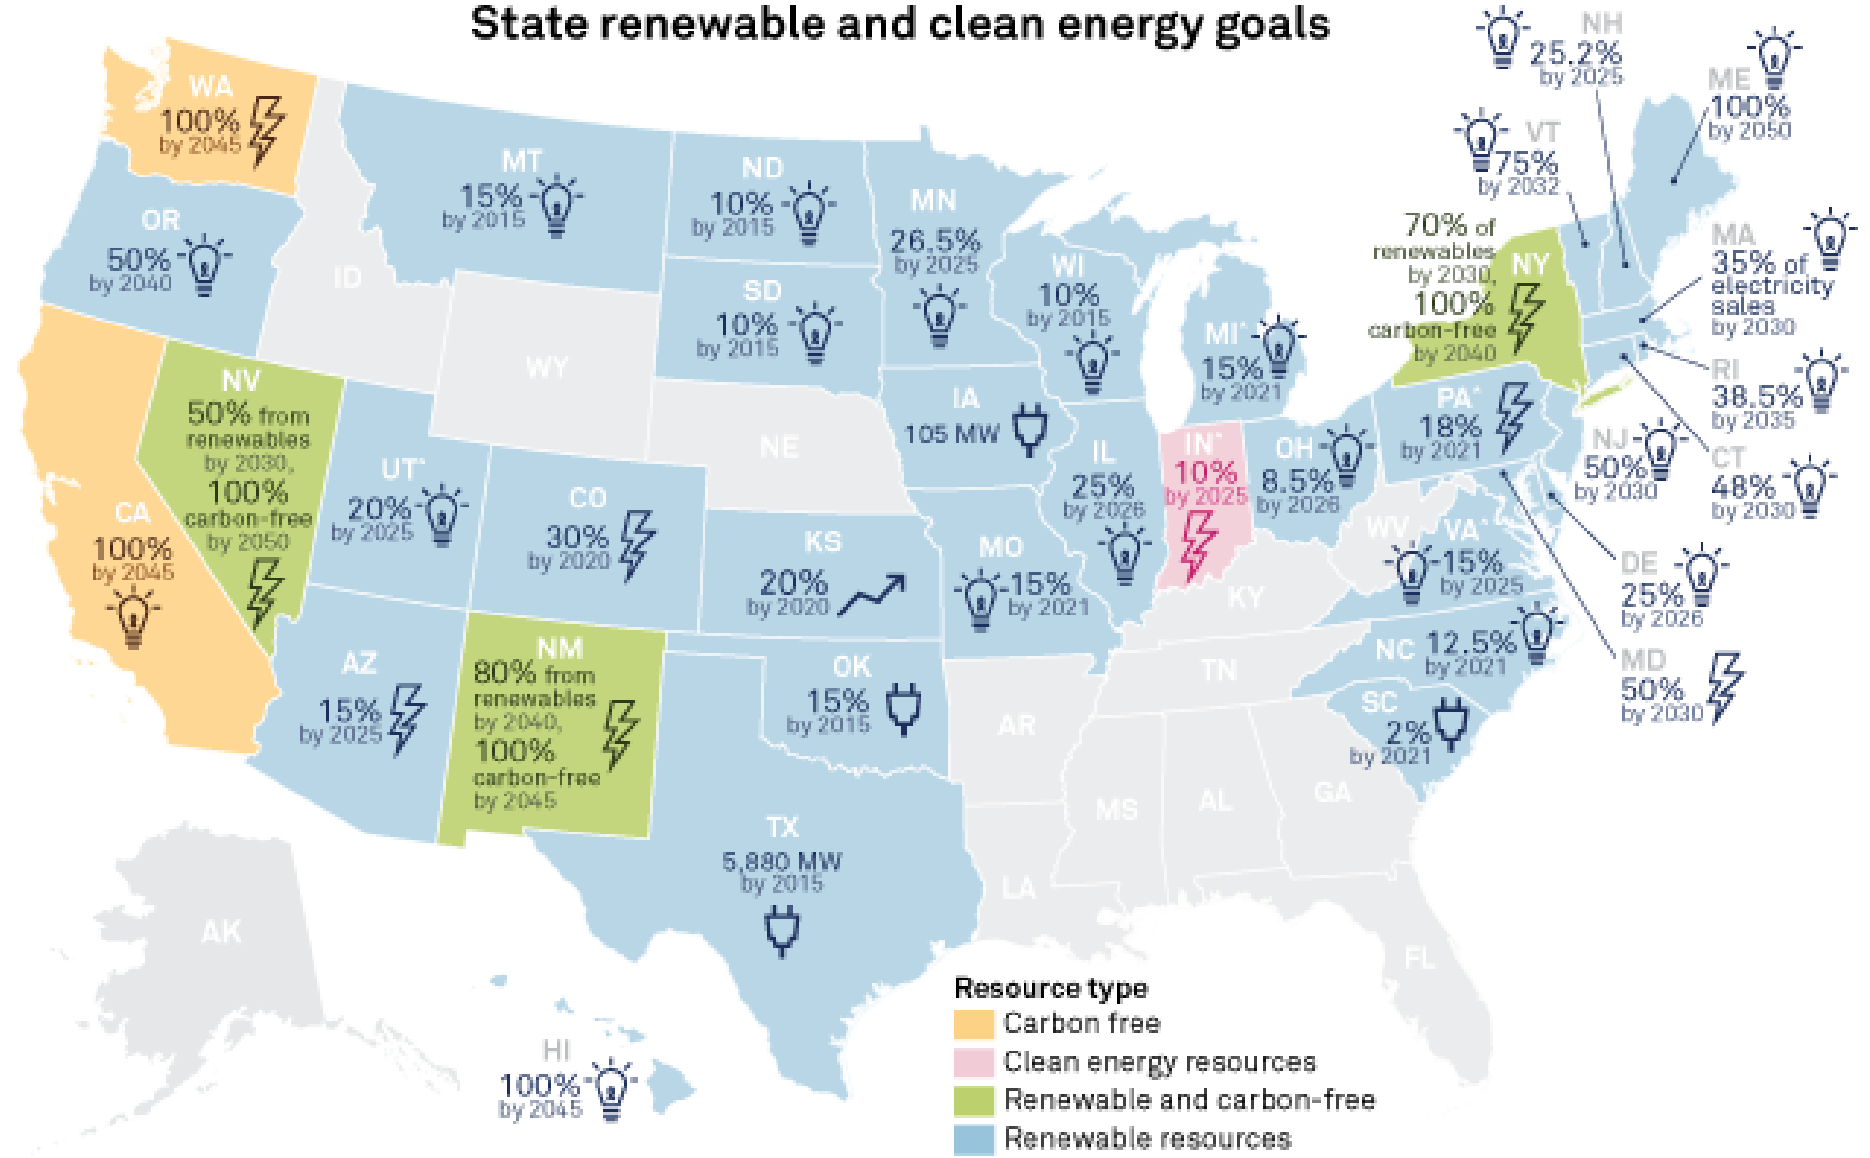 State renewable and clean energy goals
WA
100%
by 2045
OR
50%
by 2040
CA
100%
by 2045
NV
50% from
renewables
by 2030,
100%
carbon-free
by 2050
ID
MT
15%
by 2015
WY
UT*
20%
by 2025
CO
30%
by 2020
AZ
15%
by 2025
NM
80% from
renewables
by 2040,
100%
carbon-free
by 2045
ND
10%
by 2015
SD
10%
by 2015
NE
KS
20%
by 2020
OK
15%
by 2015
TX
5,880 MW
by 2015
MN
26.5%
by 2025
IA
105 MW
MO
15%
by 2021
AR
LA
WI
10%
by 2015
IL
25%
by 2026
MI*
15%
by 2021
IN*
10%
by 2025
OH
8.5%
by 2026
KY
TN
MS
AL
GA
FL
SC
2%
by 2021
NC 12.5%
by 2021
WV
VA*
15%
by 2025
PA*
18%
by 2021
70% of
renewables
by 2030,
100%
carbon-free
by 2040
NY
VT
75%
by 2032
NH
25.2%
by 2025
ME
100%
by 2050
MA
35% of
electricity
sales
by 2030
RI
38.5%
by 2035
CT
48%
by 2030
NJ
50%
by 2030
DE
25%
by 2026
MD
50%
by 2030
AK
HI
100%
by 2045
Resource type
Carbon free
Clean energy resources
Renewable and carbon-free
Renewable resources